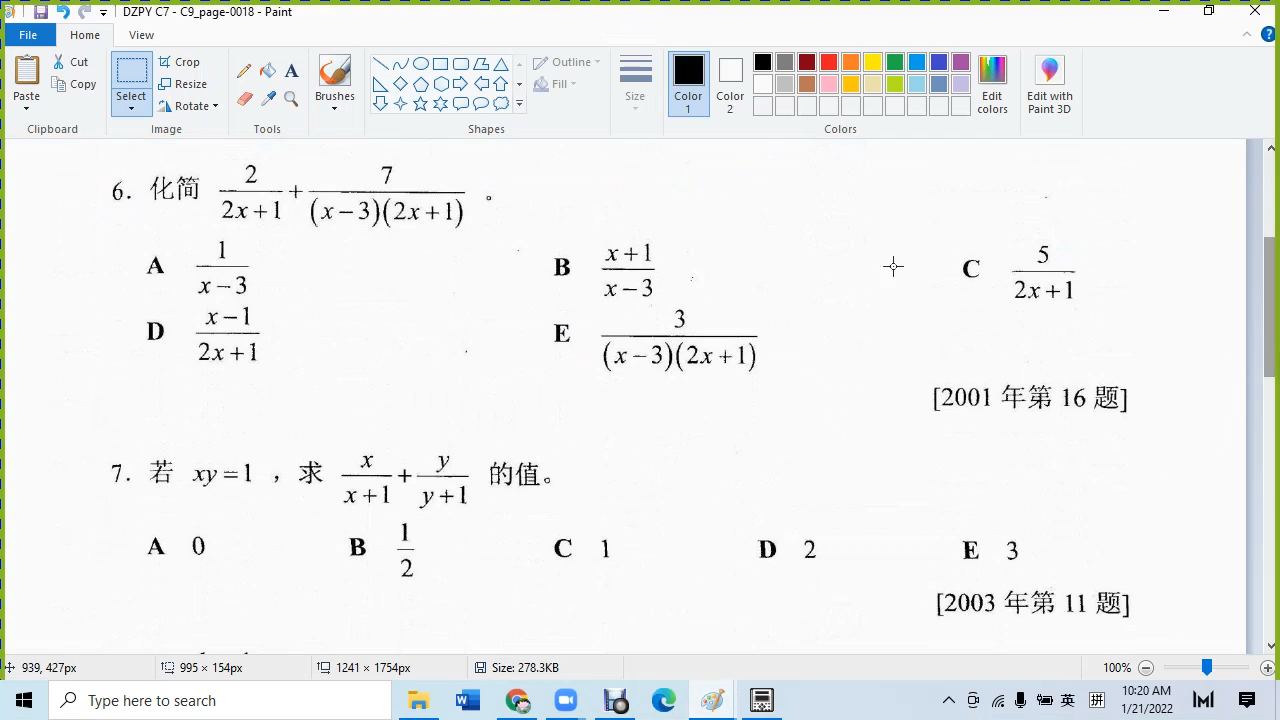 DZPY C7 - C9_page-0018 - Paint
File Home View
Paste Cut Copy Clipboard
Select Crop Resize Rotate Image
A Tools
Brushes
Outline Fill Shapes
Size
Color 1 Color 2 Edit colors Colors
Edit with Paint 3D
6. 化简 2/(2x+1) + 7/((x−3)(2x+1)) 。
A 1/(x−3) B (x+1)/(x−3) C 5/(2x+1)
D (x−1)/(2x+1) E 3/((x−3)(2x+1))
[2001 年第 16 题]
7. 若 xy=1 ，求 x/(x+1) + y/(y+1) 的值。
A 0 B 1/2 C 1 D 2 E 3
[2003 年第 11 题]
939, 427px 995 × 154px 1241 × 1754px Size: 278.3KB 100%
Type here to search 英 拼 10:20 AM
1/21/2022